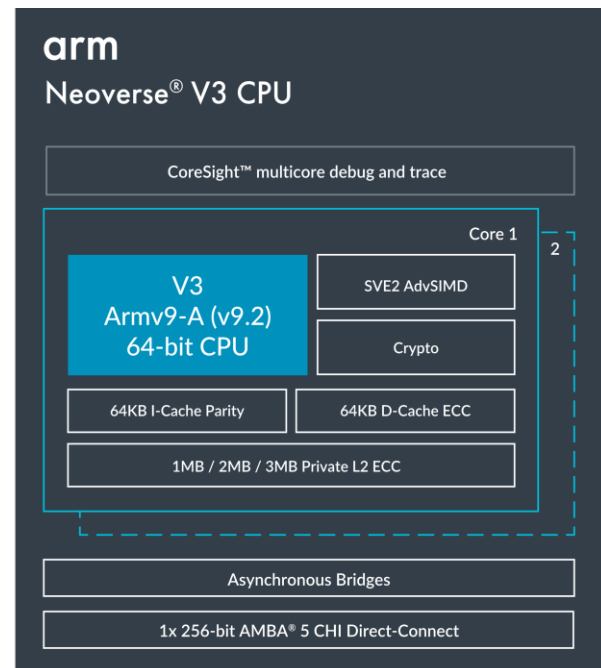 arm
Neoverse® V3 CPU
CoreSight™ multicore debug and trace
Core 1
2
V3
Armv9-A (v9.2)
64-bit CPU
SVE2 AdvSIMD
Crypto
64KB I-Cache Parity
64KB D-Cache ECC
1MB / 2MB / 3MB Private L2 ECC
Asynchronous Bridges
1x 256-bit AMBA® 5 CHI Direct-Connect